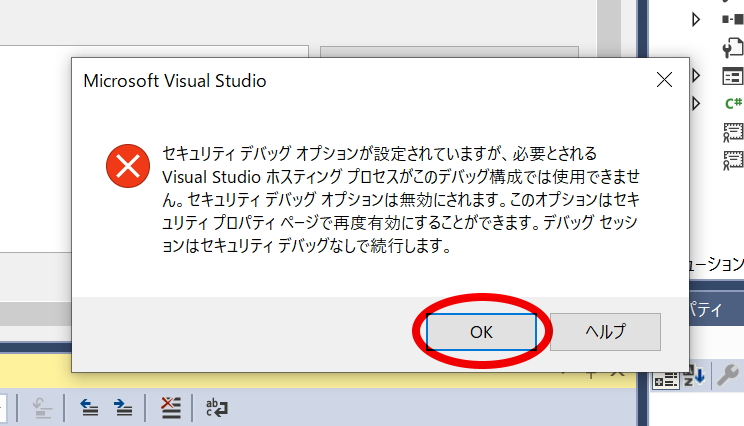 Microsoft Visual Studio
セキュリティ デバッグ オプションが設定されていますが、必要とされる
Visual Studio ホスティング プロセスがこのデバッグ構成では使用できませ
ん。セキュリティ デバッグ オプションは無効にされます。このオプションはセキ
ュリティ プロパティ ページで再度有効にすることができます。デバッグ セッシ
ョンはセキュリティ デバッグなしで続行します。
OK
ヘルプ
C#
ューション
パティ
ab
c